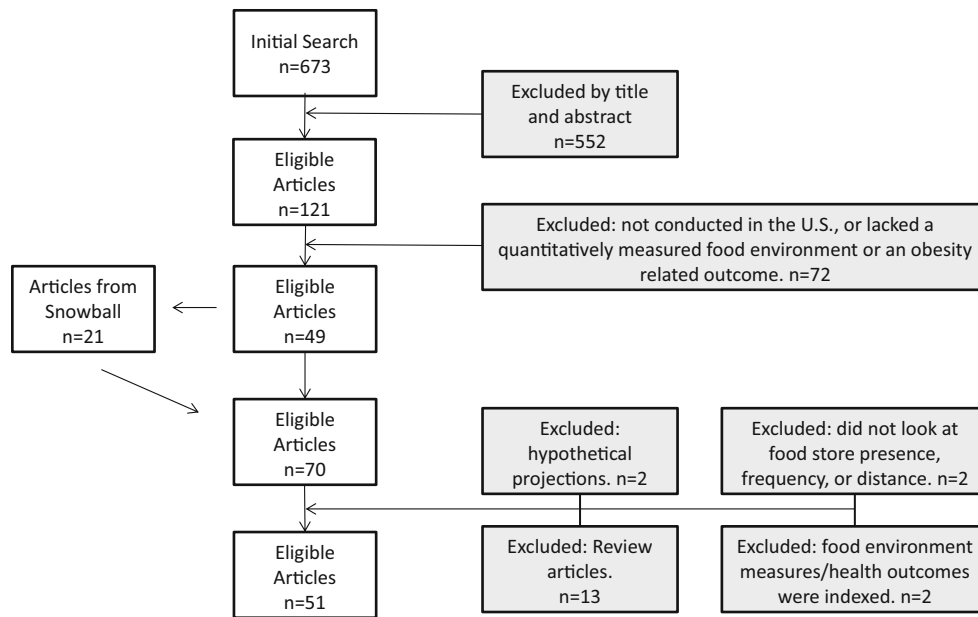 Initial Search
n=673
Excluded by title
and abstract
n=552
Eligible
Articles
n=121
Excluded: not conducted in the U.S., or lacked a
quantitatively measured food environment or an obesity
related outcome. n=72
Articles from
Snowball
n=21
Eligible
Articles
n=49
Eligible
Articles
n=70
Excluded:
hypothetical
projections. n=2
Excluded: did not look at
food store presence,
frequency, or distance. n=2
Eligible
Articles
n=51
Excluded: Review
articles.
n=13
Excluded: food environment
measures/health outcomes
were indexed. n=2